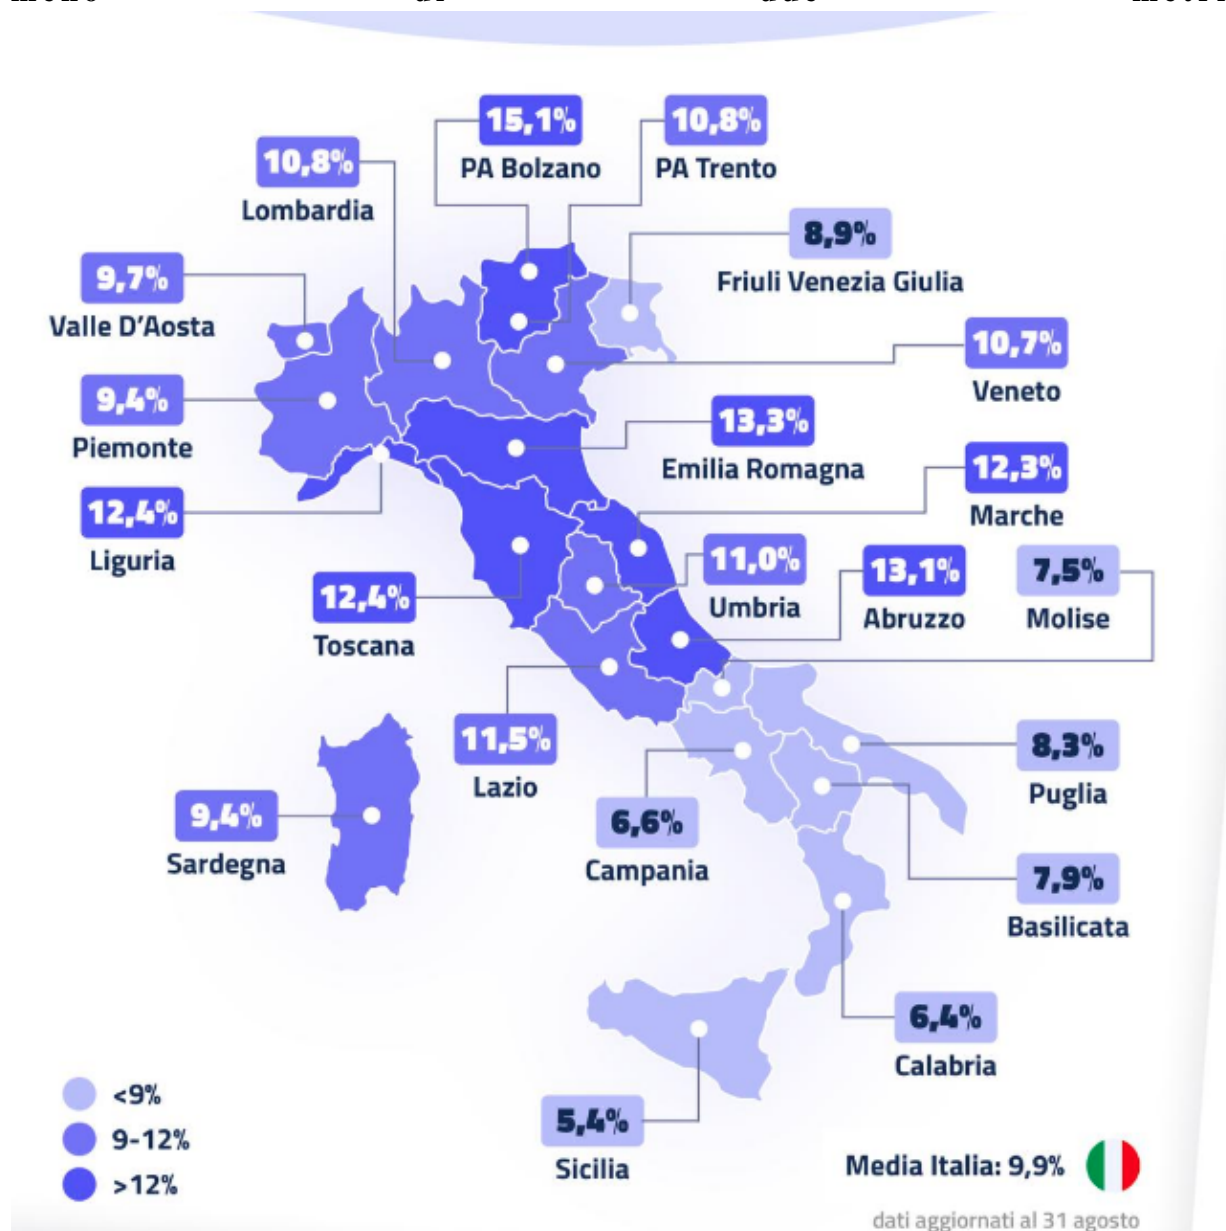 15,1%
PA Bolzano
10,8%
PA Trento
10,8%
Lombardia
8,9%
Friuli Venezia Giulia
9,7%
Valle D'Aosta
10,7%
Veneto
9,4%
Piemonte
13,3%
Emilia Romagna
12,3%
Marche
12,4%
Liguria
11,0%
Umbria
13,1%
Abruzzo
7,5%
Molise
12,4%
Toscana
11,5%
Lazio
8,3%
Puglia
9,4%
Sardegna
6,6%
Campania
7,9%
Basilicata
6,4%
Calabria
5,4%
Sicilia
<9%
9-12%
>12%
Media Italia: 9,9%
dati aggiornati al 31 agosto